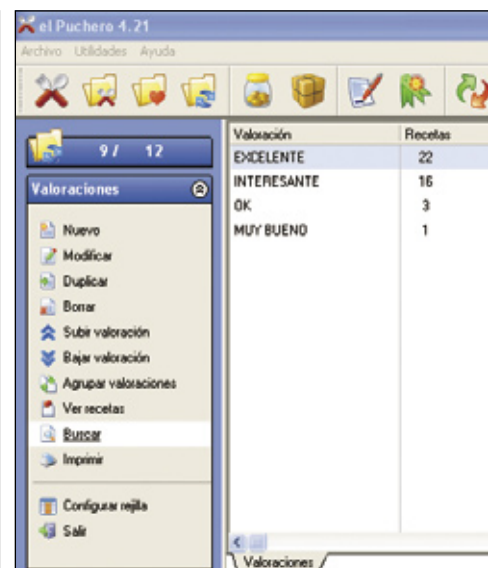 el Puchero 4.21
Archivo Utilidades Ayuda
9 / 12
Valoraciones
Nuevo
Modificar
Duplicar
Borrar
Subir valoración
Bajar valoración
Agrupar valoraciones
Ver recetas
Buscar
Imprimir
Configurar rejilla
Salir
Valoración Recetas
EXCELENTE 22
INTERESANTE 16
OK 3
MUY BUENO 1
Valoraciones